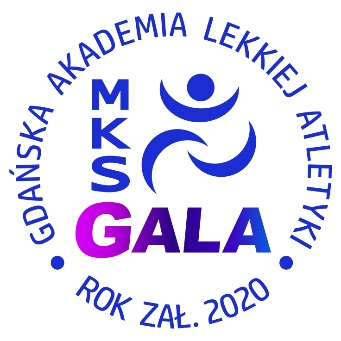 GDAŃSKA AKADEMIA LEKKIEJ ATLETYKI
MKS
GALA
ROK ZAŁ. 2020